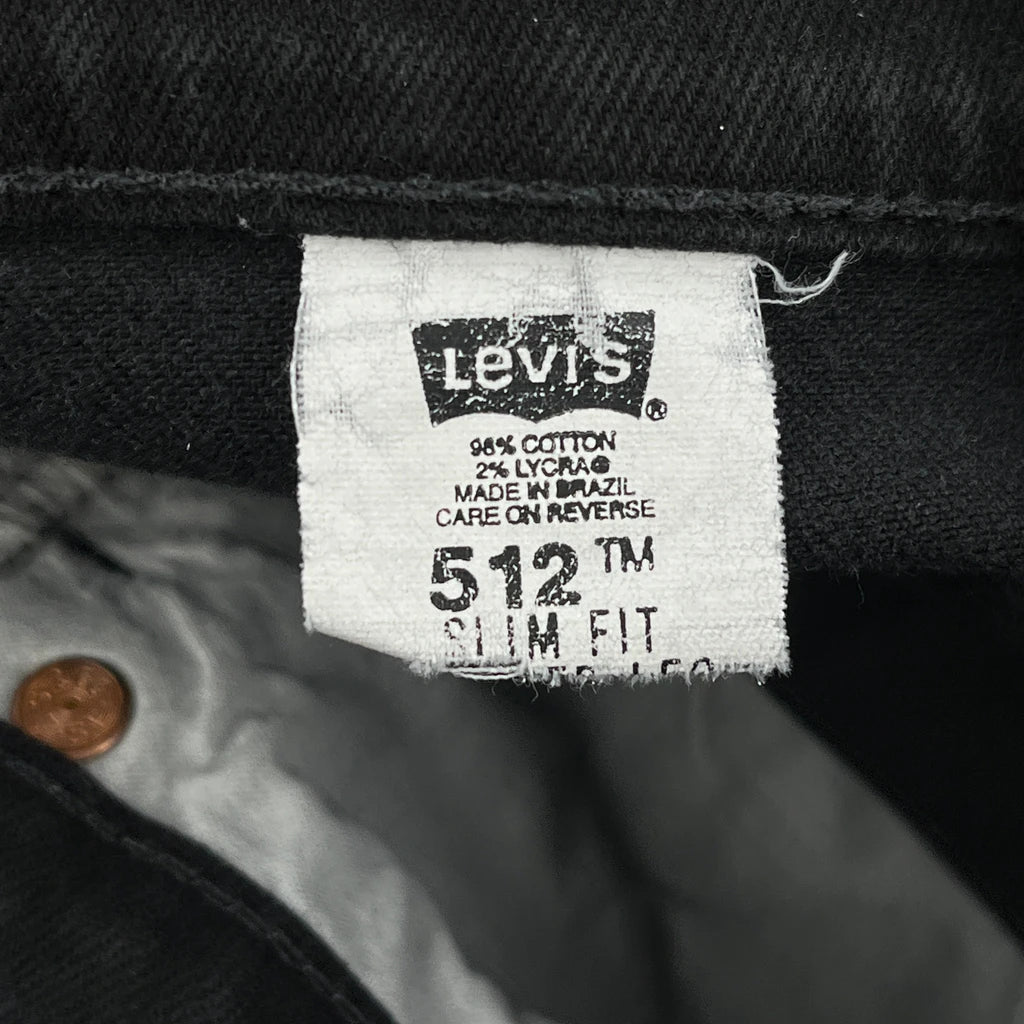 Levi's ®
98% COTTON
2% LYCRA®
MADE IN BRAZIL
CARE ON REVERSE
512™
SLIM FIT